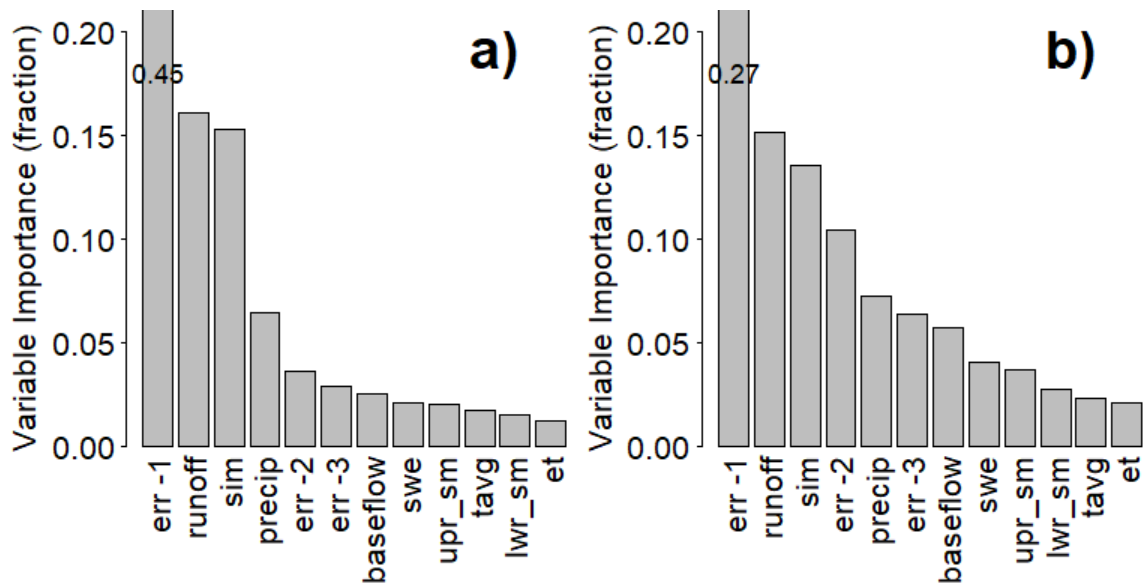 a)
Variable Importance (fraction)
0.20
0.15
0.10
0.05
0.00
0.45
err -1
runoff
sim
precip
err -2
err -3
baseflow
swe
upr_sm
tavg
lwr_sm
et
b)
Variable Importance (fraction)
0.20
0.15
0.10
0.05
0.00
0.27
err -1
runoff
sim
err -2
precip
err -3
baseflow
swe
upr_sm
lwr_sm
tavg
et